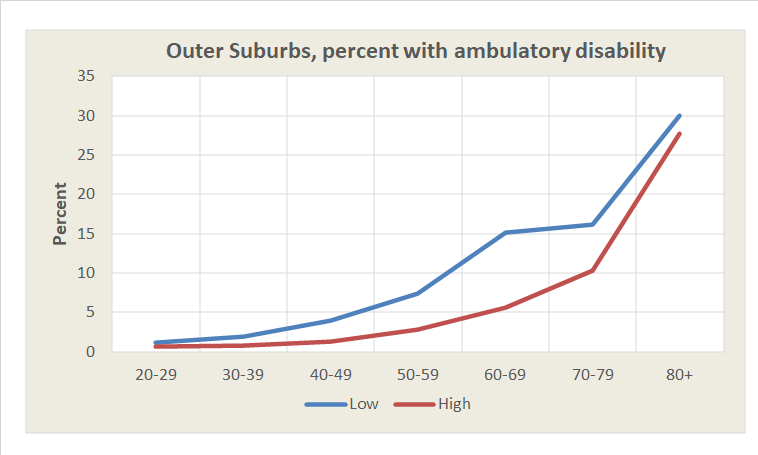 Outer Suburbs, percent with ambulatory disability
35
30
25
20
15
10
5
0
Percent
20-29 30-39 40-49 50-59 60-69 70-79 80+
Low High